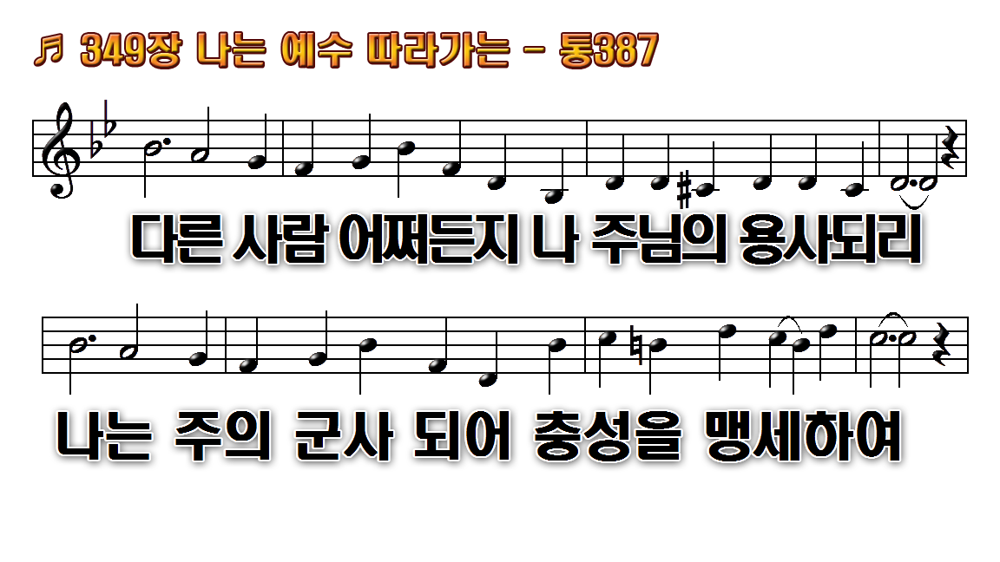 ♬ 349장 나는 예수 따라가는 - 통387
다른 사람 어쩌든지 나 주님의 용사되리
나는 주의 군사 되어 충성을 맹세하여